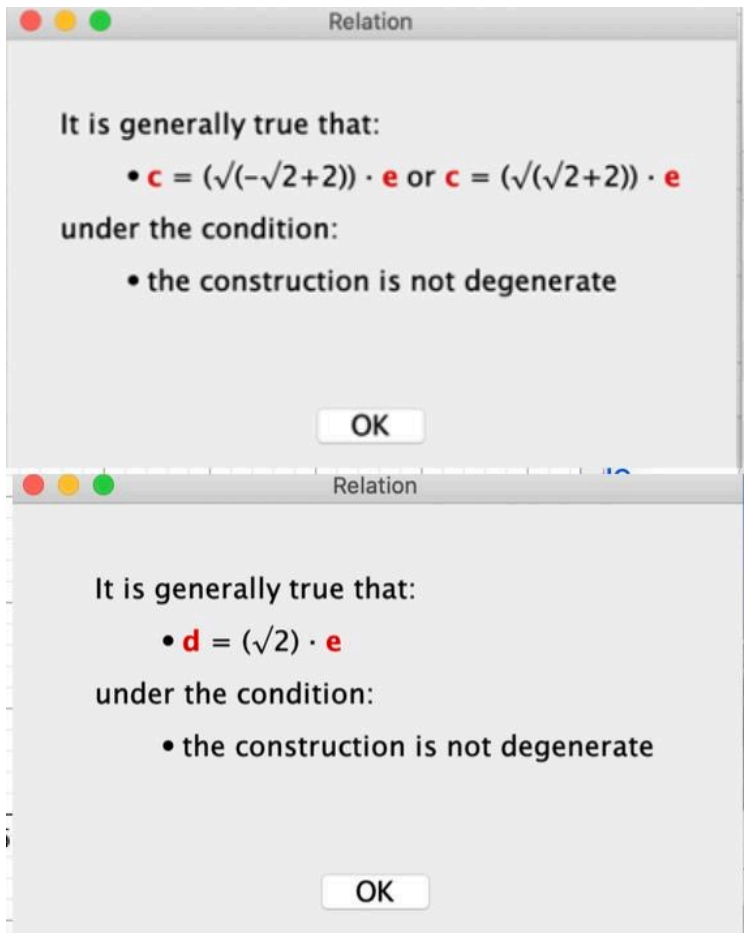 Relation
It is generally true that:
• c = (√(-√2+2)) · e or c = (√(√2+2)) · e
under the condition:
• the construction is not degenerate
OK
Relation
It is generally true that:
• d = (√2) · e
under the condition:
• the construction is not degenerate
OK